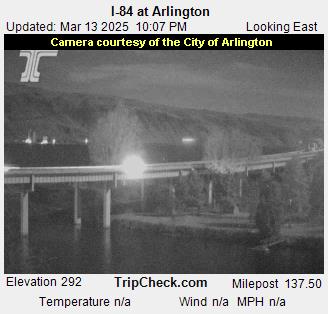 I-84 at Arlington
Updated: Mar 13 2025 10:07 PM Looking East
Camera courtesy of the City of Arlington
Elevation 292 TripCheck.com Milepost 137.50
Temperature n/a Wind n/a MPH n/a